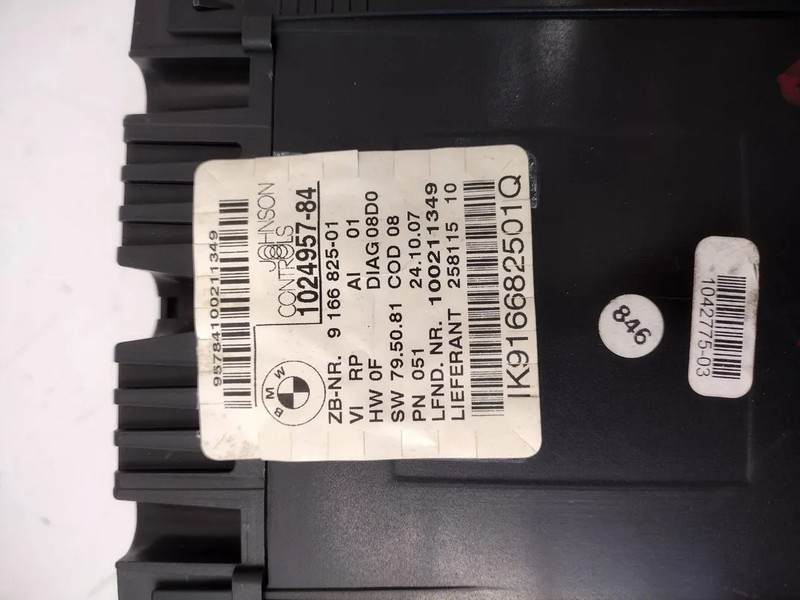 95784100211349
JOHNSON
CONTROLS
1024957-84
BMW
ZB-NR. 9 166 825-01
VI RP AI 01
HW 0F DIAG 08D0
SW 79.50.81 COD 08
PN 051 24.10.07
LFND. NR. 100211349
LIEFERANT 258115 10
IK916682501Q
846
1042775-03